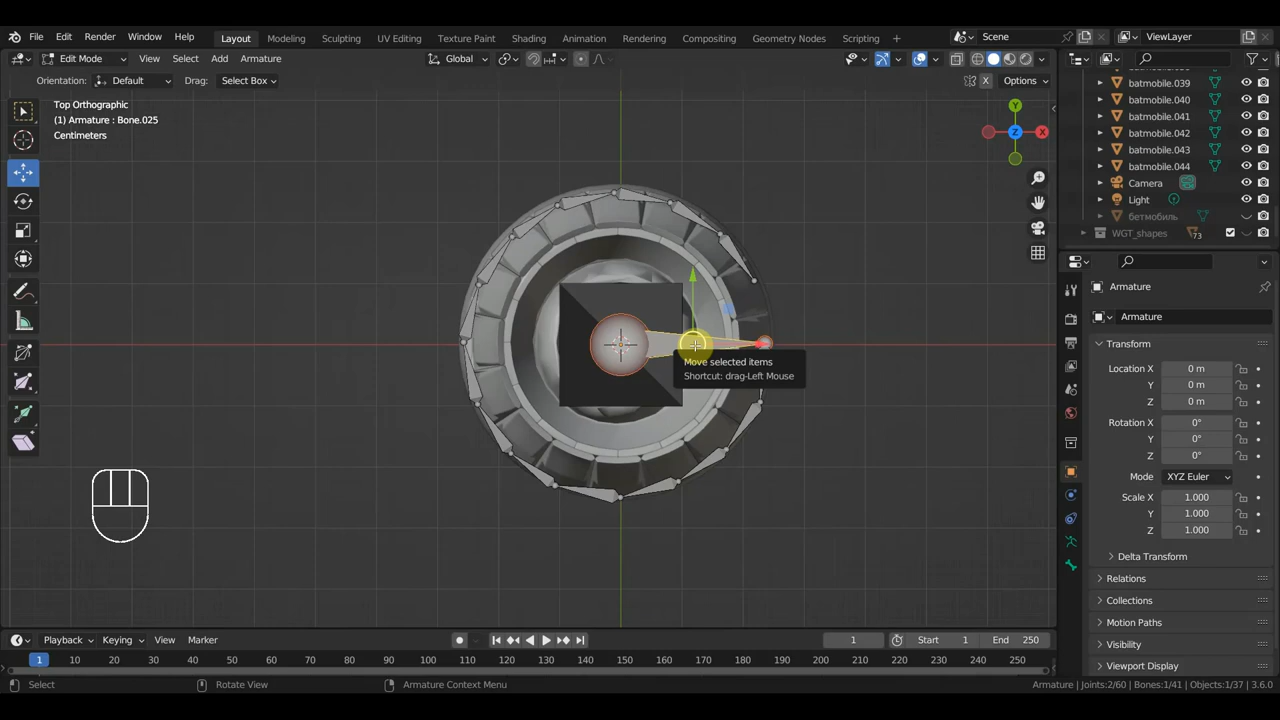 File Edit Render Window Help Layout Modeling Sculpting UV Editing Texture Paint Shading Animation Rendering Compositing Geometry Nodes Scripting + Scene ViewLayer
Edit Mode View Select Add Armature Global
Orientation: Default Drag: Select Box X Options
Top Orthographic
(1) Armature : Bone.025
Centimeters
Y
Z
X
batmobile.039
batmobile.040
batmobile.041
batmobile.042
batmobile.043
batmobile.044
Camera
Light
бетмобиль
WGT_shapes 73
Armature
Armature
Transform
Location X 0 m
Y 0 m
Z 0 m
Rotation X 0°
Y 0°
Z 0°
Mode XYZ Euler
Scale X 1.000
Y 1.000
Z 1.000
Delta Transform
Relations
Collections
Motion Paths
Visibility
Viewport Display
Move selected items
Shortcut: drag-Left Mouse
Playback Keying View Marker 1 Start 1 End 250
1 10 20 30 40 50 60 70 80 90 100 110 120 130 140 150 160 170 180 190 200 210 220 230 240 250
Select Rotate View Armature Context Menu Armature | Joints:2/60 | Bones:1/41 | Objects:1/37 | 3.6.0